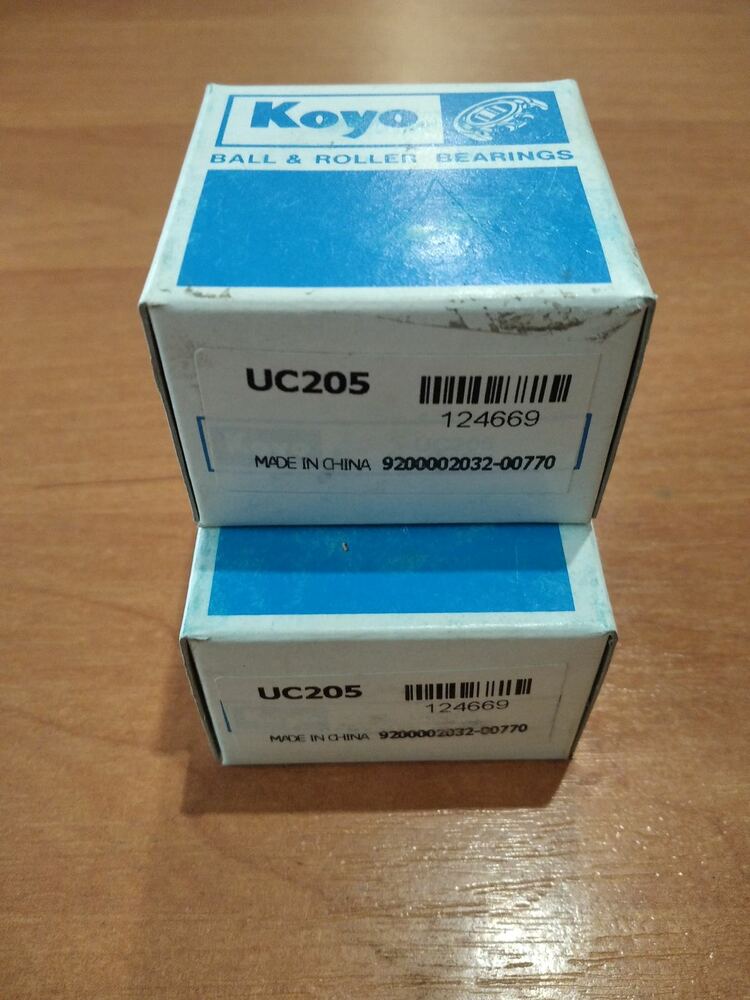 Koyo
BALL & ROLLER BEARINGS
UC205
124669
MADE IN CHINA 9200002032-00770
UC205
124669
MADE IN CHINA 9200002032-00770